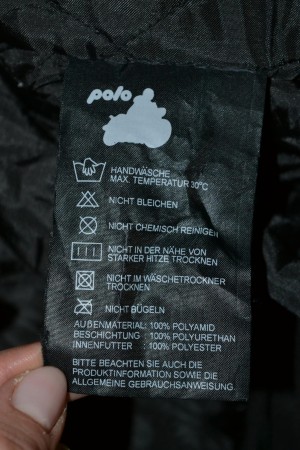 polo
HANDWÄSCHE
MAX. TEMPERATUR 30°C
NICHT BLEICHEN
NICHT CHEMISCH REINIGEN
NICHT IN DER NÄHE VON
STARKER HITZE TROCKNEN
NICHT IM WÄSCHETROCKNER
TROCKNEN
NICHT BÜGELN
AUßENMATERIAL: 100% POLYAMID
BESCHICHTUNG : 100% POLYURETHAN
INNENFUTTER : 100% POLYESTER
BITTE BEACHTEN SIE AUCH DIE
PRODUKTINFORMATION SOWIE DIE
ALLGEMEINE GEBRAUCHSANWEISUNG.